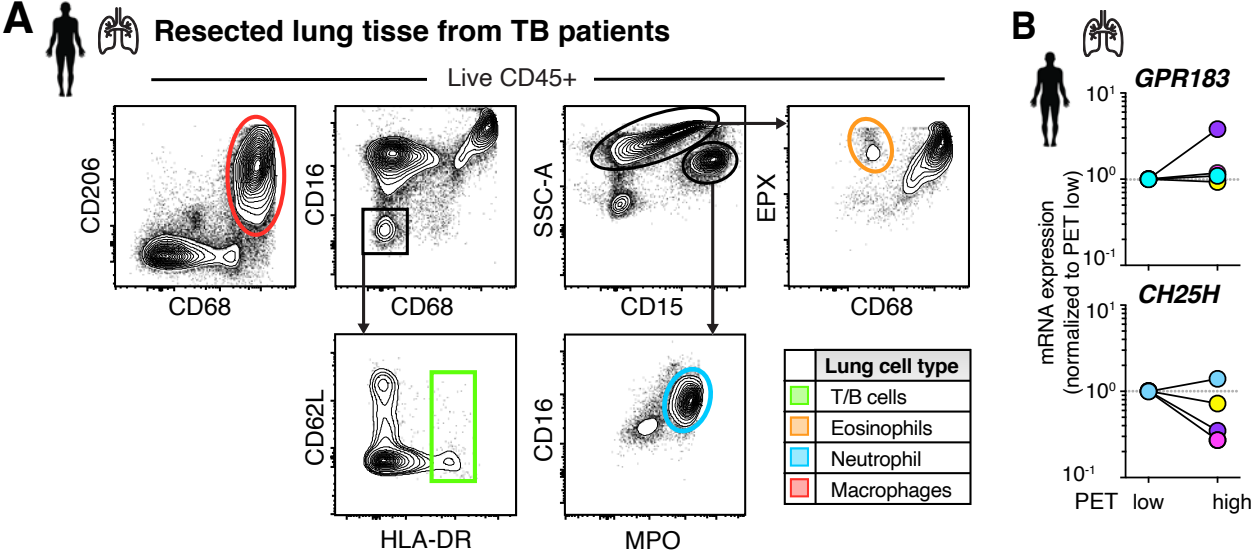 A
Resected lung tisse from TB patients
Live CD45+
CD206
CD68
CD16
CD68
SSC-A
CD15
EPX
CD68
CD62L
HLA-DR
CD16
MPO
Lung cell type
T/B cells
Eosinophils
Neutrophil
Macrophages
B
GPR183
10¹
10⁰
10⁻¹
mRNA expression
(normalized to PET low)
CH25H
10¹
10⁰
10⁻¹
PET low high